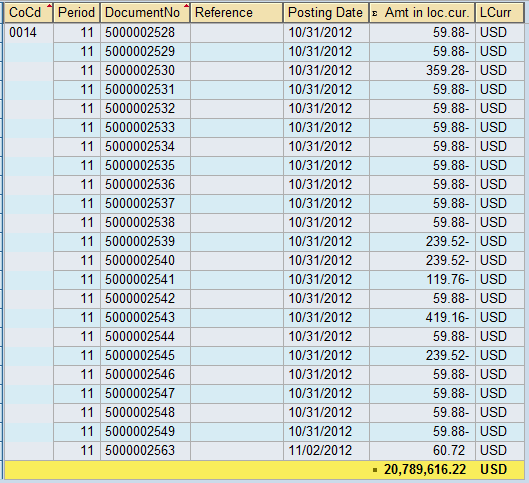 CoCd Period DocumentNo Reference Posting Date Σ Amt in loc.cur. LCurr
0014 11 5000002528 10/31/2012 59.88- USD
11 5000002529 10/31/2012 59.88- USD
11 5000002530 10/31/2012 359.28- USD
11 5000002531 10/31/2012 59.88- USD
11 5000002532 10/31/2012 59.88- USD
11 5000002533 10/31/2012 59.88- USD
11 5000002534 10/31/2012 59.88- USD
11 5000002535 10/31/2012 59.88- USD
11 5000002536 10/31/2012 59.88- USD
11 5000002537 10/31/2012 59.88- USD
11 5000002538 10/31/2012 59.88- USD
11 5000002539 10/31/2012 239.52- USD
11 5000002540 10/31/2012 239.52- USD
11 5000002541 10/31/2012 119.76- USD
11 5000002542 10/31/2012 59.88- USD
11 5000002543 10/31/2012 419.16- USD
11 5000002544 10/31/2012 59.88- USD
11 5000002545 10/31/2012 239.52- USD
11 5000002546 10/31/2012 59.88- USD
11 5000002547 10/31/2012 59.88- USD
11 5000002548 10/31/2012 59.88- USD
11 5000002549 10/31/2012 59.88- USD
11 5000002563 11/02/2012 60.72 USD
▪ 20,789,616.22 USD